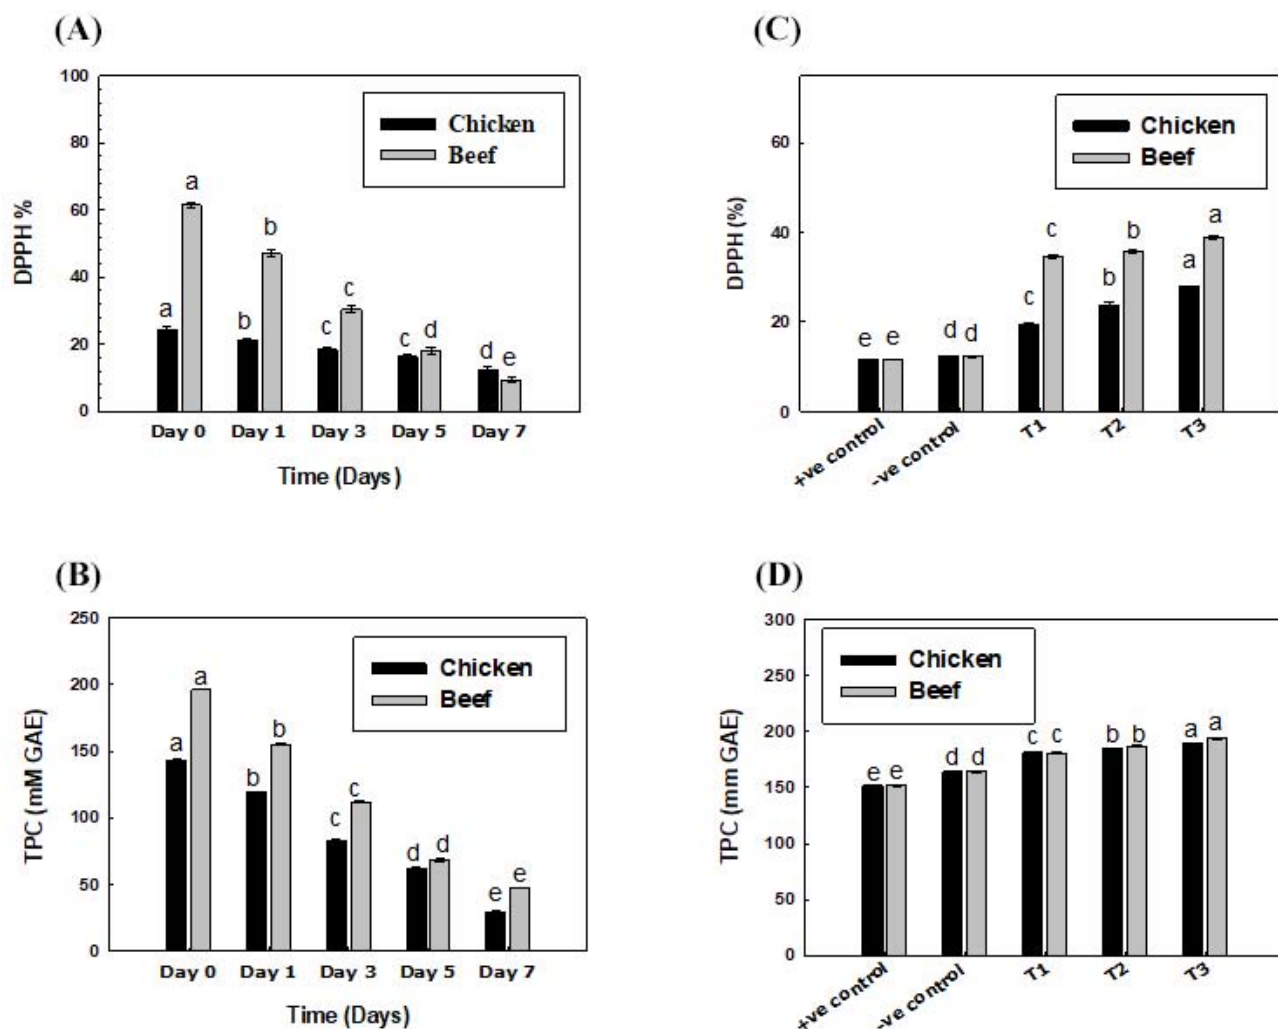 (A)
100
80
60
40
20
0
DPPH %
Chicken
Beef
a
a
b
b
c
c
c
d
d
e
Day 0 Day 1 Day 3 Day 5 Day 7
Time (Days)
(C)
60
40
20
0
DPPH (%)
Chicken
Beef
e e
d d
c
c
b
b
a
a
+ve control -ve control T1 T2 T3
(B)
250
200
150
100
50
0
TPC (mM GAE)
Chicken
Beef
a
a
b
b
c
c
d d
e e
Day 0 Day 1 Day 3 Day 5 Day 7
Time (Days)
(D)
300
250
200
150
100
50
0
TPC (mm GAE)
Chicken
Beef
e e
d d
c c
b b
a a
+ve control -ve control T1 T2 T3